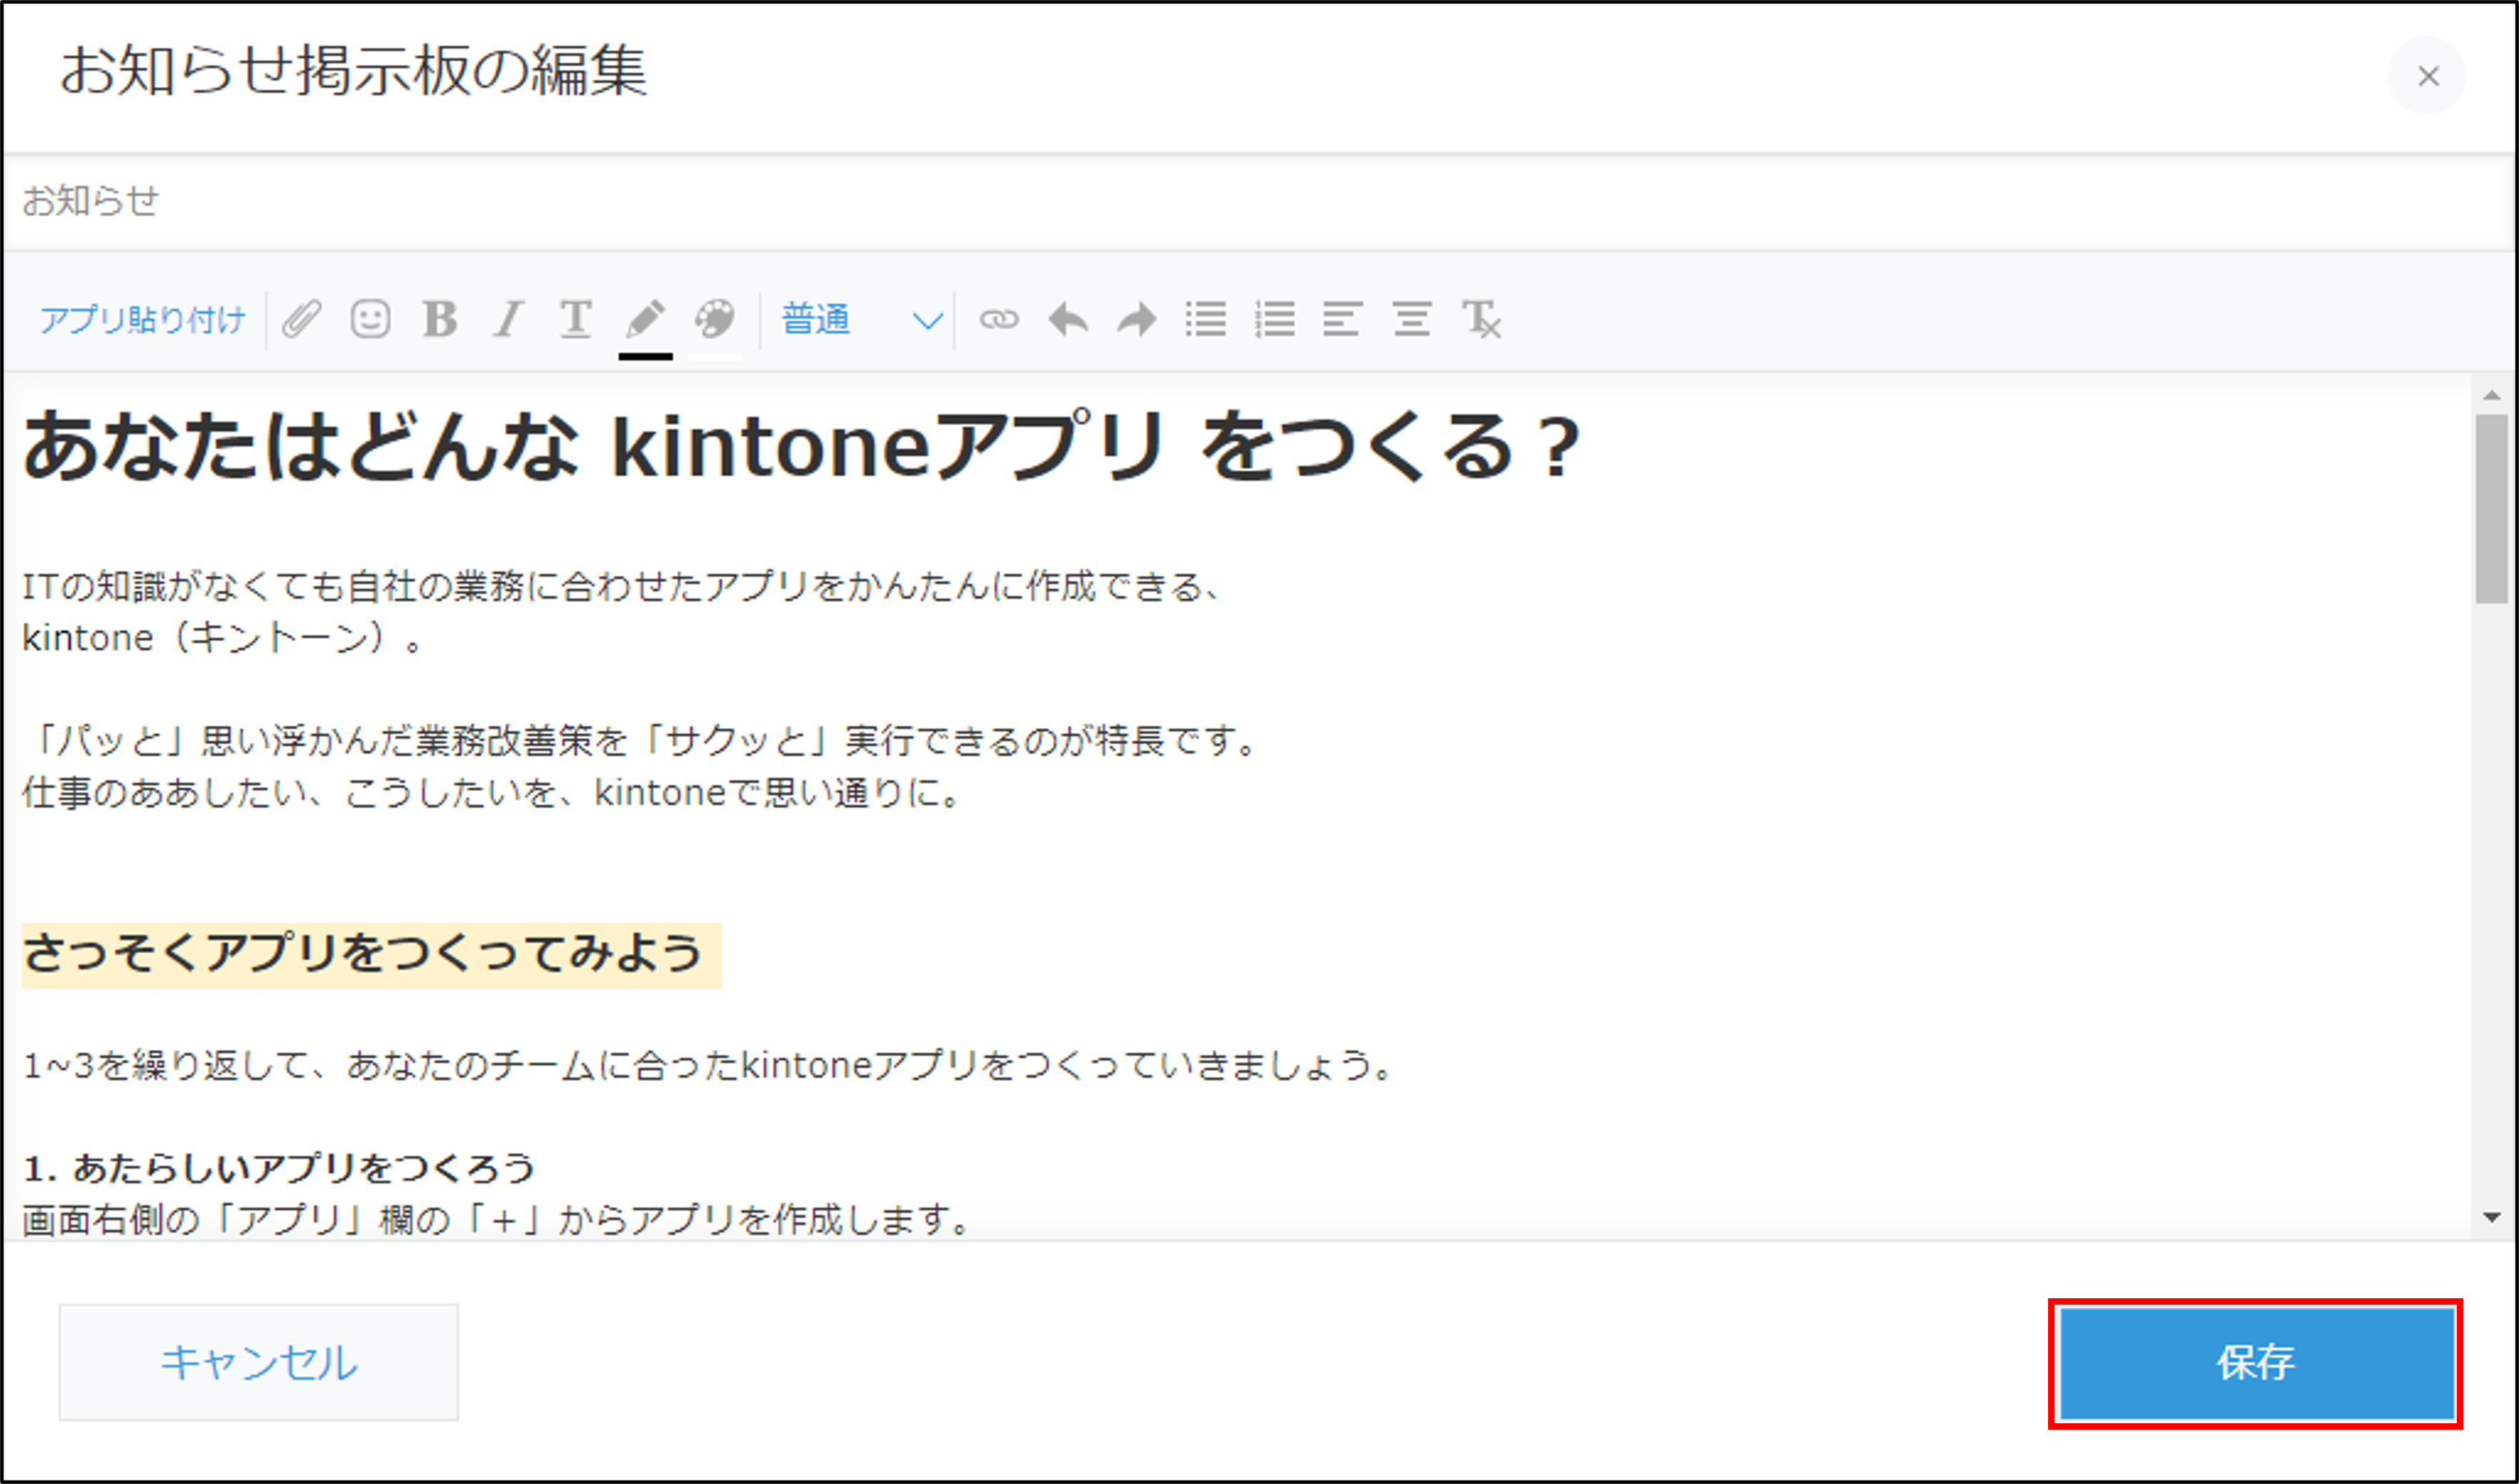 お知らせ掲示板の編集
お知らせ
アプリ貼り付け B I T 普通
あなたはどんな kintoneアプリ をつくる？
ITの知識がなくても自社の業務に合わせたアプリをかんたんに作成できる、
kintone（キントーン）。
「パッと」思い浮かんだ業務改善策を「サクッと」実行できるのが特長です。
仕事のああしたい、こうしたいを、kintoneで思い通りに。
さっそくアプリをつくってみよう
1~3を繰り返して、あなたのチームに合ったkintoneアプリをつくっていきましょう。
1. あたらしいアプリをつくろう
画面右側の「アプリ」欄の「＋」からアプリを作成します。
キャンセル
保存